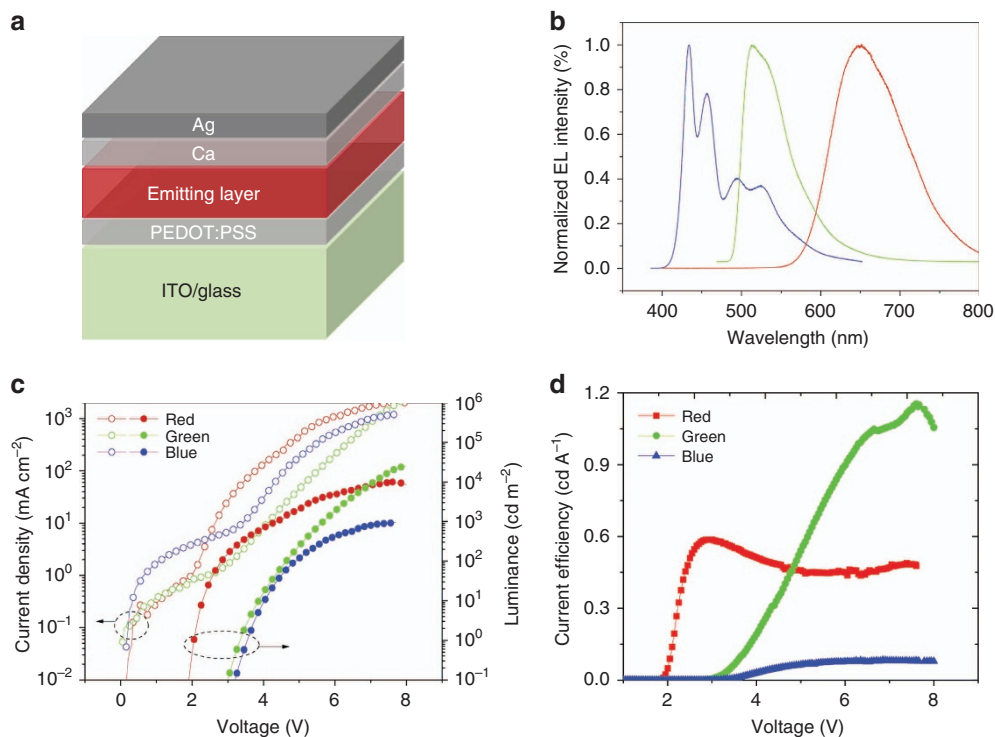 a
Ag
Ca
Emitting layer
PEDOT:PSS
ITO/glass
b
Normalized EL intensity (%)
1.0
0.8
0.6
0.4
0.2
0.0
400 500 600 700 800
Wavelength (nm)
c
Current density (mA cm⁻²)
10³
10²
10¹
10⁰
10⁻¹
10⁻²
Red
Green
Blue
10⁶
10⁵
10⁴
10³
10²
10¹
10⁰
10⁻¹
Luminance (cd m⁻²)
0 2 4 6 8
Voltage (V)
d
Current efficiency (cd A⁻¹)
1.2
0.9
0.6
0.3
0.0
Red
Green
Blue
2 4 6 8
Voltage (V)